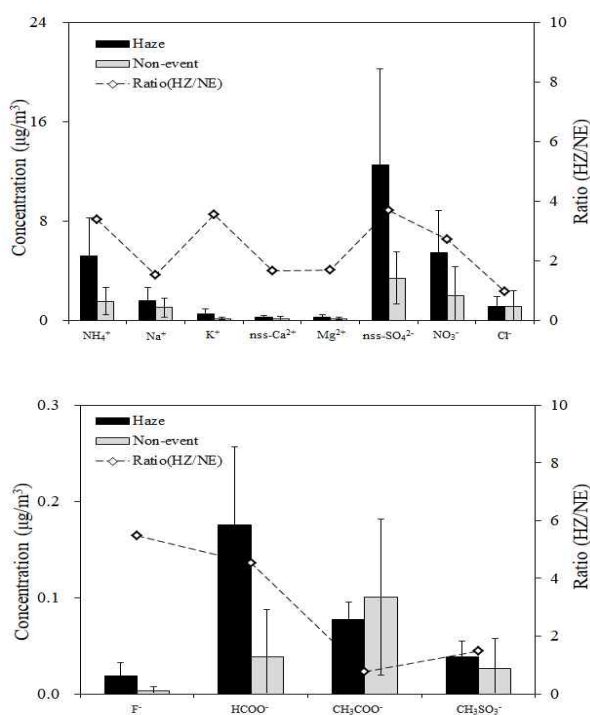 24
10
Haze
Non-event
Ratio(HZ/NE)
8
16
6
Concentration (μg/m³)
Ratio (HZ/NE)
4
8
2
0
0
NH₄⁺ Na⁺ K⁺ nss-Ca²⁺ Mg²⁺ nss-SO₄²⁻ NO₃⁻ Cl⁻
0.3
10
Haze
Non-event
Ratio(HZ/NE)
8
0.2
6
Concentration (μg/m³)
Ratio (HZ/NE)
4
0.1
2
0.0
0
F⁻ HCOO⁻ CH₃COO⁻ CH₃SO₃⁻